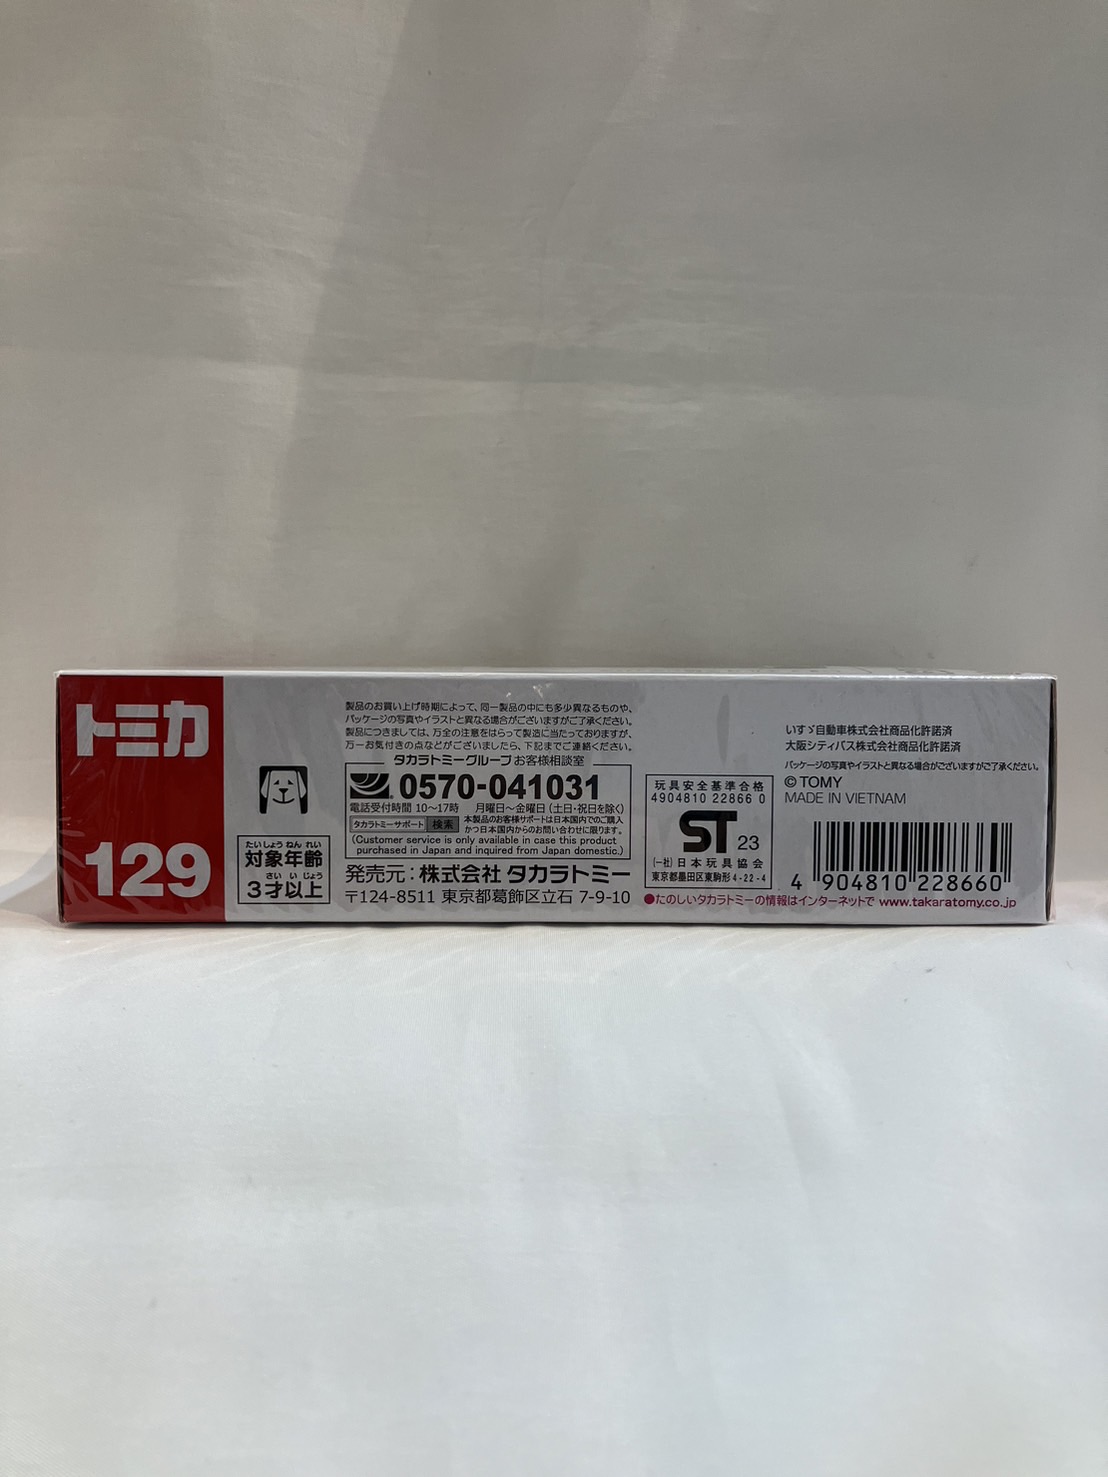 トミカ
129
たいしょうねんれい
対象年齢
さいいじょう
3才以上
製品のお買い上げ時期によって、同一製品の中にも多少異なるものや、
パッケージの写真やイラストと異なる場合がございますがご了承ください。
製品につきましては、万全の注意をはらって製造に当たっておりますが、
万一お気付きの点などがございましたら、下記までご連絡ください。
タカラトミーグループお客様相談室
0570-041031
電話受付時間 10〜17時 月曜日〜金曜日(土日・祝日を除く)
タカラトミーサポート 検索
本製品のお客様サポートは日本国内でのご購入
かつ日本国内からのお問い合わせに限ります。
(Customer service is only available in case this product
purchased in Japan and inquired from Japan domestic.)
発売元:株式会社 タカラトミー
〒124-8511 東京都葛飾区立石 7-9-10
玩具安全基準合格
4904810 22866 0
ST 23
(一社)日本玩具協会
東京都墨田区東駒形4-22-4
●たのしいタカラトミーの情報はインターネットで www.takaratomy.co.jp
いすゞ自動車株式会社商品化許諾済
大阪シティバス株式会社商品化許諾済
パッケージの写真やイラストと異なる場合がございますがご了承ください。
© TOMY
MADE IN VIETNAM
4 904810 228660